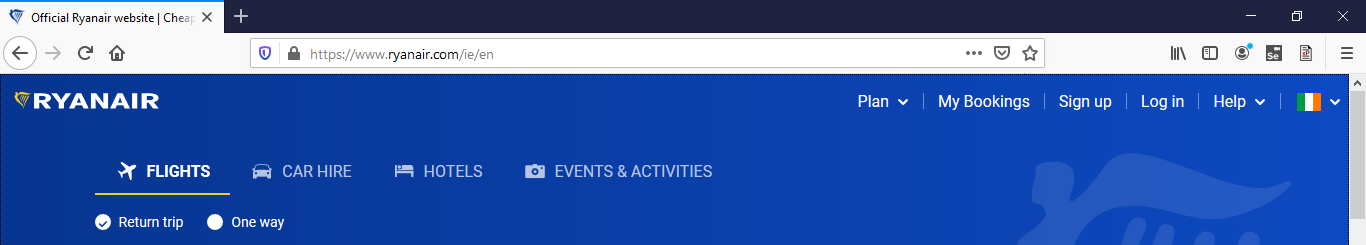 Official Ryanair website | Cheap
https://www.ryanair.com/ie/en
Se
RYANAIR
Plan My Bookings Sign up Log in Help
FLIGHTS CAR HIRE HOTELS EVENTS & ACTIVITIES
Return trip One way